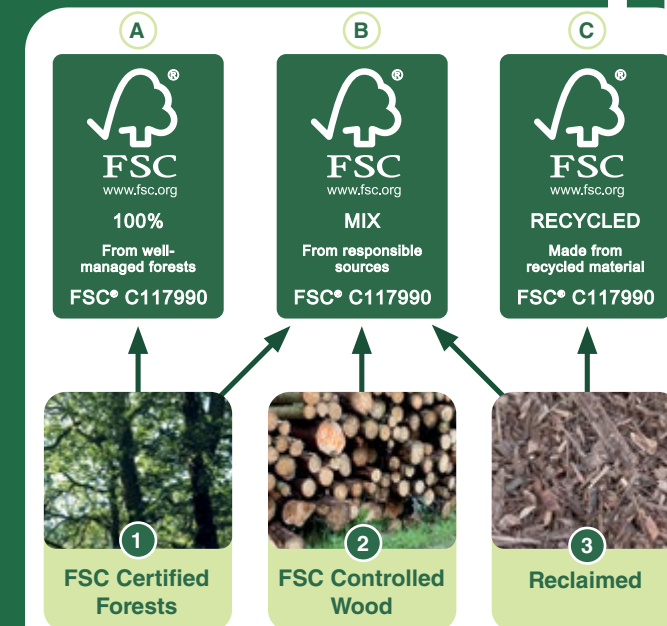 A
B
C
®
FSC
www.fsc.org
100%
From well-
managed forests
FSC® C117990
®
FSC
www.fsc.org
MIX
From responsible
sources
FSC® C117990
®
FSC
www.fsc.org
RECYCLED
Made from
recycled material
FSC® C117990
1
FSC Certified
Forests
2
FSC Controlled
Wood
3
Reclaimed